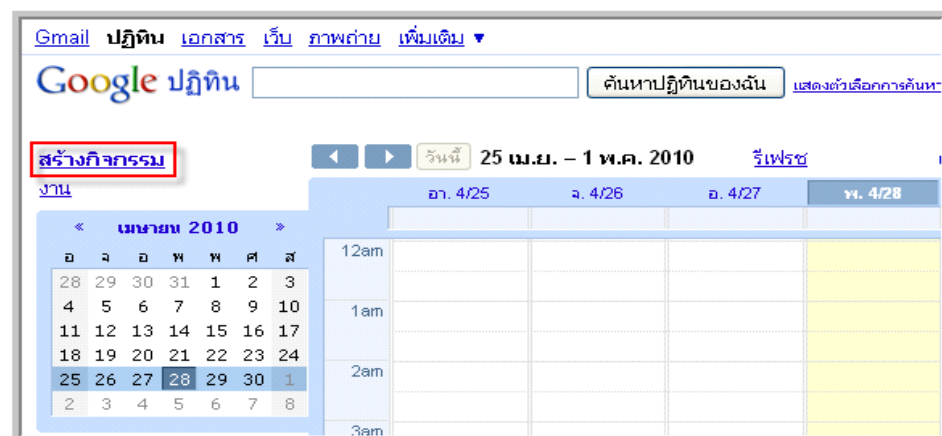 Gmail ปฏิทิน เอกสาร เว็บ ภาพถ่าย เพิ่มเติม ▼
Google ปฏิทิน ค้นหาปฏิทินของฉัน แสดงตัวเลือกการค้นหา
สร้างกิจกรรม วันนี้ 25 เม.ย. – 1 พ.ค. 2010 รีเฟรช
งาน อา. 4/25 จ. 4/26 อ. 4/27 พ. 4/28
« เมษายน 2010 »
อ จ อ พ พ ศ ส 12am
28 29 30 31 1 2 3
4 5 6 7 8 9 10 1am
11 12 13 14 15 16 17
18 19 20 21 22 23 24
25 26 27 28 29 30 1 2am
2 3 4 5 6 7 8
3am